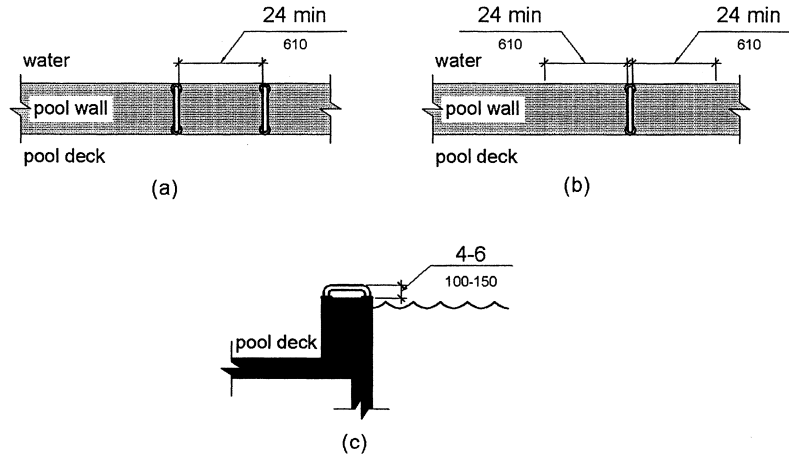 24 min
610
water
pool wall
pool deck
(a)
24 min
610
24 min
610
water
pool wall
pool deck
(b)
4-6
100-150
pool deck
(c)